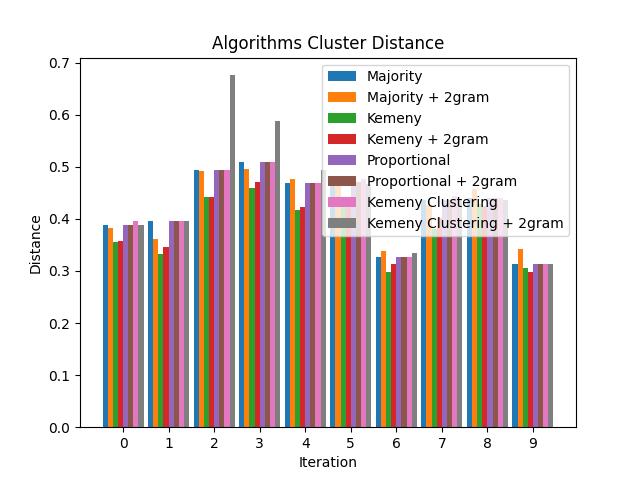 Algorithms Cluster Distance
0.7
0.6
0.5
0.4
0.3
0.2
0.1
0.0
Distance
Majority
Majority + 2gram
Kemeny
Kemeny + 2gram
Proportional
Proportional + 2gram
Kemeny Clustering
Kemeny Clustering + 2gram
0 1 2 3 4 5 6 7 8 9
Iteration